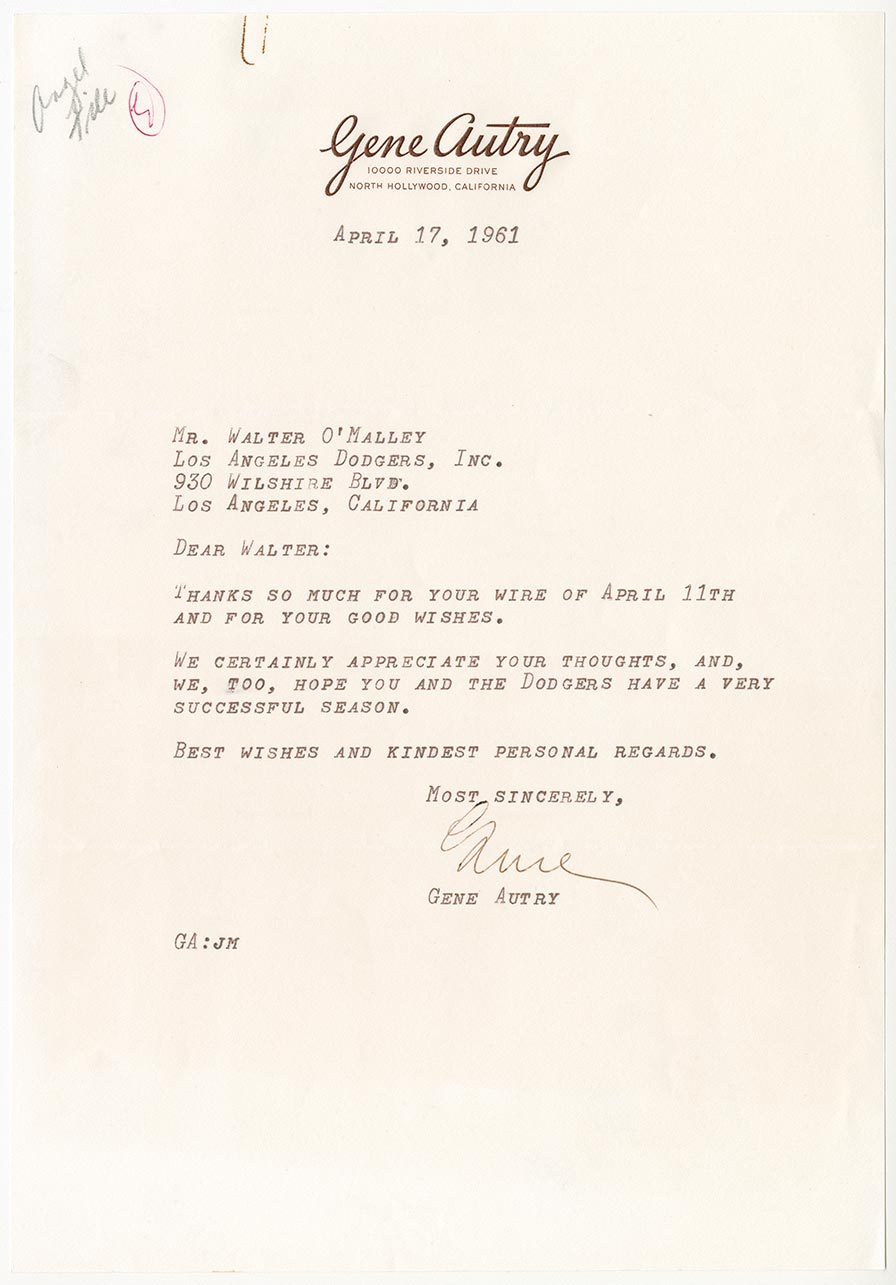 Angel
File
Gene Autry
10000 RIVERSIDE DRIVE
NORTH HOLLYWOOD, CALIFORNIA
APRIL 17, 1961
MR. WALTER O'MALLEY
LOS ANGELES DODGERS, INC.
930 WILSHIRE BLVD.
LOS ANGELES, CALIFORNIA
DEAR WALTER:
THANKS SO MUCH FOR YOUR WIRE OF APRIL 11TH
AND FOR YOUR GOOD WISHES.
WE CERTAINLY APPRECIATE YOUR THOUGHTS, AND,
WE, TOO, HOPE YOU AND THE DODGERS HAVE A VERY
SUCCESSFUL SEASON.
BEST WISHES AND KINDEST PERSONAL REGARDS.
MOST SINCERELY,
Gene
GENE AUTRY
GA:JM